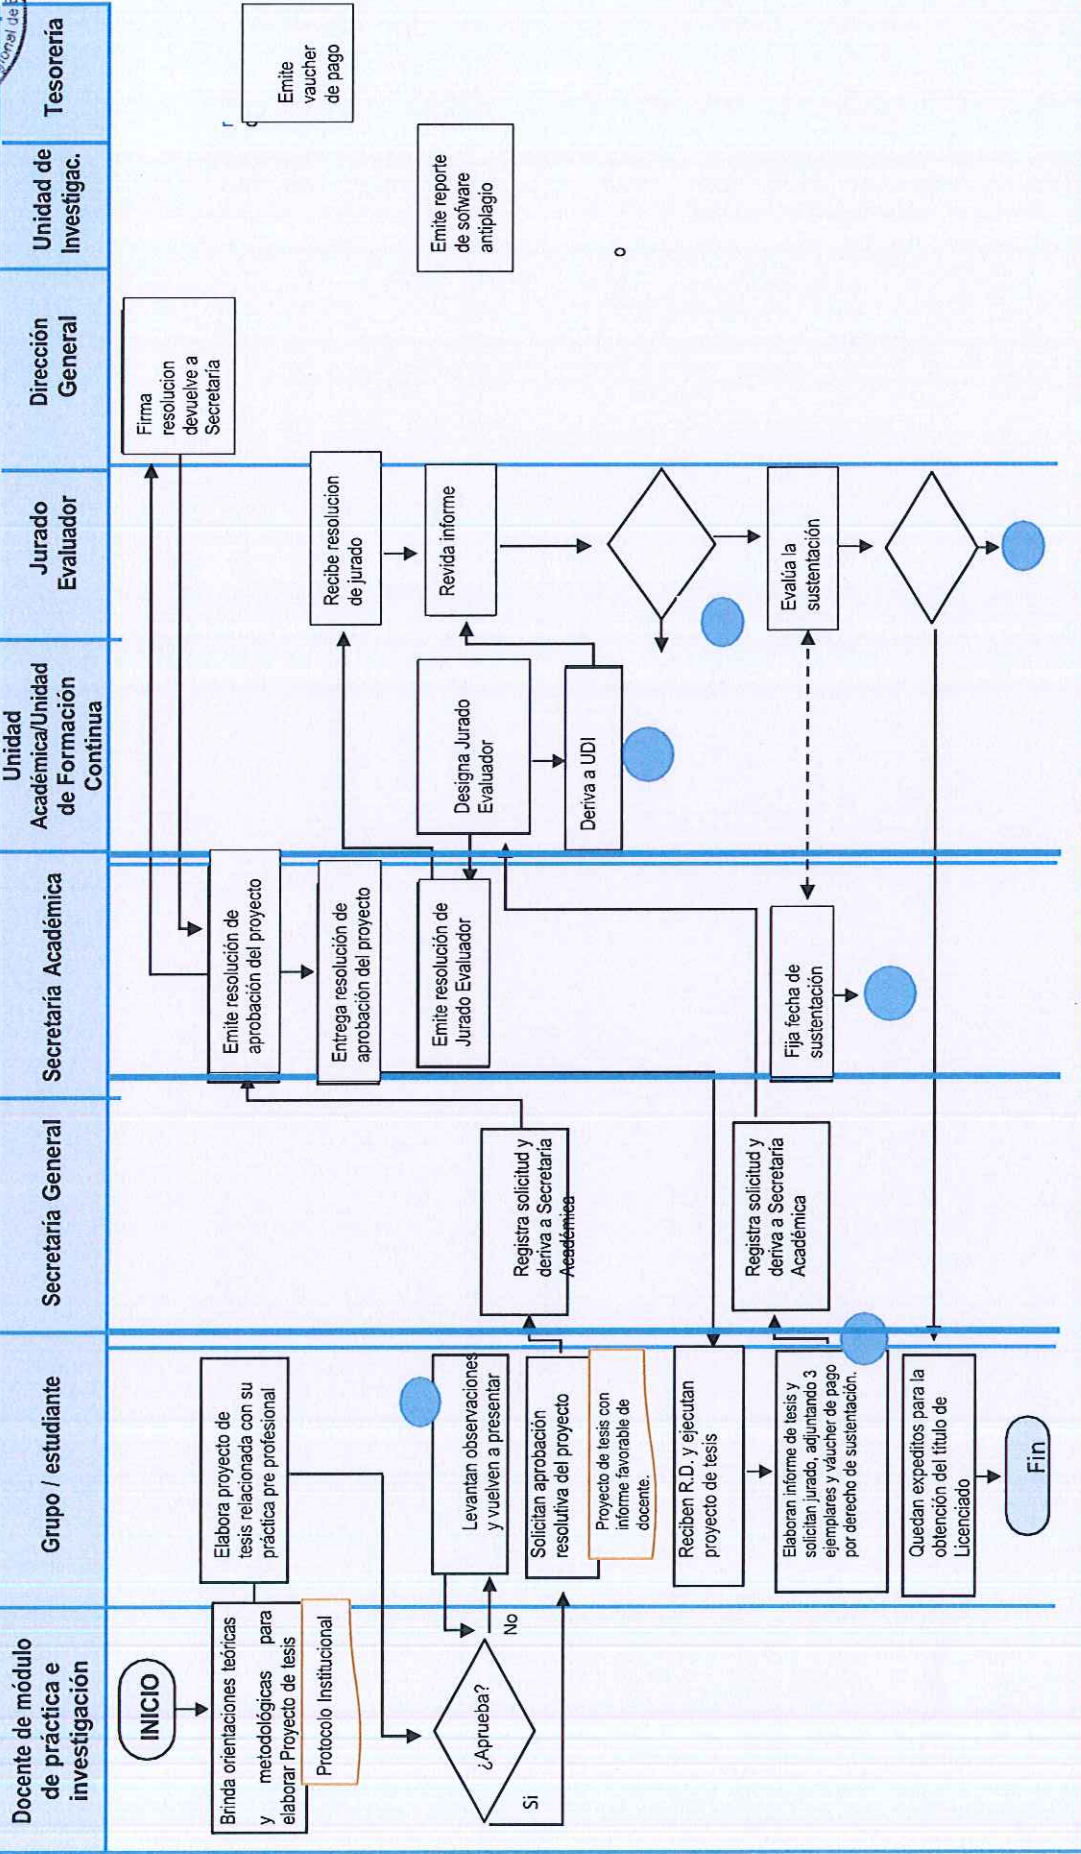 Docente de módulo
de práctica e
investigación
Grupo / estudiante
Secretaría General
Secretaría Académica
Unidad
Académica/Unidad
de Formación
Continua
Jurado
Evaluador
Dirección
General
Unidad de
Investigac.
Tesorería
INICIO
Brinda orientaciones teóricas
y metodológicas para
elaborar Proyecto de tesis
Protocolo Institucional
Elabora proyecto de
tesis relacionada con su
práctica pre profesional
¿Aprueba?
No
Si
Levantan observaciones
y vuelven a presentar
Solicitan aprobación
resolutiva del proyecto
Proyecto de tesis con
informe favorable de
docente.
Registra solicitud y
deriva a Secretaría
Académica
Emite resolución de
aprobación del proyecto
Firma
resolucion
devuelve a
Secretaría
Entrega resolución de
aprobación del proyecto
Reciben R.D. y ejecutan
proyecto de tesis
Elaboran informe de tesis y
solicitan jurado, adjuntando 3
ejemplares y váucher de pago
por derecho de sustentación.
Registra solicitud y
deriva a Secretaría
Académica
Designa Jurado
Evaluador
Emite resolución de
Jurado Evaluador
Recibe resolucion
de jurado
Deriva a UDI
Revida informe
Emite reporte
de sofware
antiplagio
Emite
vaucher
de pago
r
o
Fija fecha de
sustentación
Evalúa la
sustentación
Quedan expeditos para la
obtención del título de
Licenciado
Fin